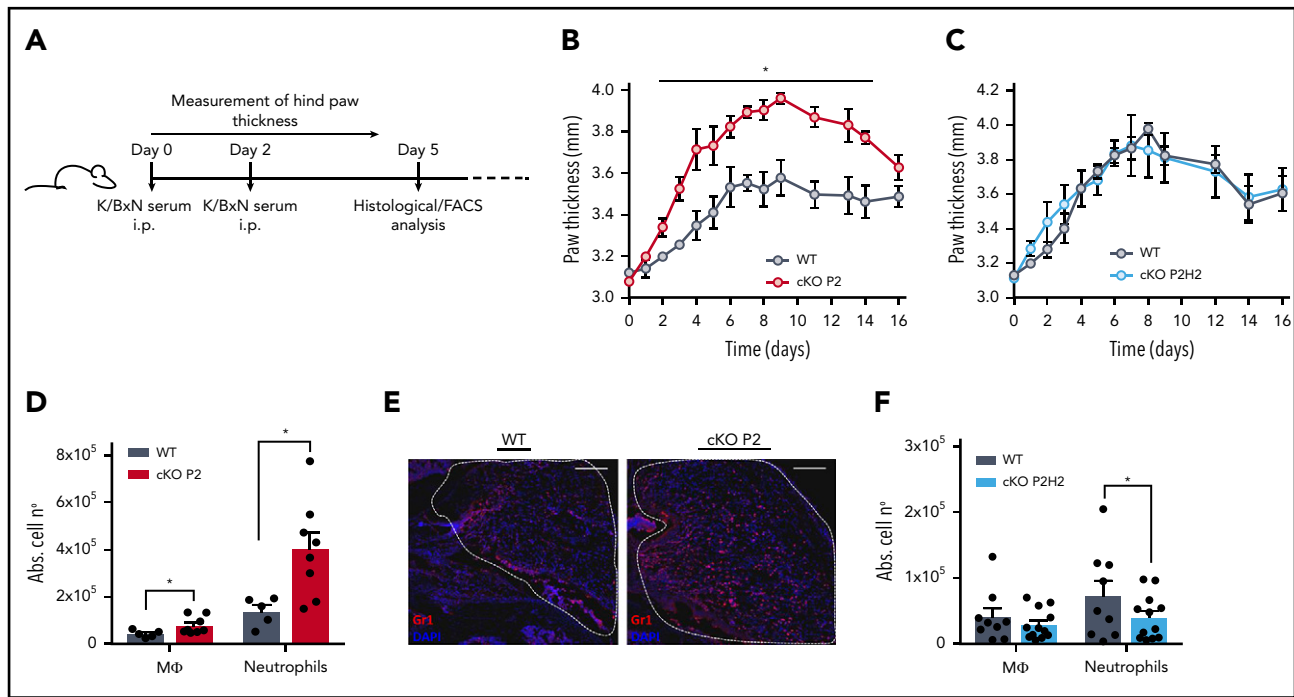 A
Measurement of hind paw
thickness
Day 0
Day 2
Day 5
K/BxN serum
i.p.
K/BxN serum
i.p.
Histological/FACS
analysis
B
*
Paw thickness (mm)
4.0
3.8
3.6
3.4
3.2
3.0
WT
cKO P2
0 2 4 6 8 10 12 14 16
Time (days)
C
Paw thickness (mm)
4.2
4.0
3.8
3.6
3.4
3.2
3.0
WT
cKO P2H2
0 2 4 6 8 10 12 14 16
Time (days)
D
Abs. cell nº
8x10⁵
6x10⁵
4x10⁵
2x10⁵
0
WT
cKO P2
*
*
MΦ Neutrophils
E
WT
Gr1
DAPI
cKO P2
Gr1
DAPI
F
Abs. cell nº
3x10⁵
2x10⁵
1x10⁵
0
WT
cKO P2H2
*
MΦ Neutrophils